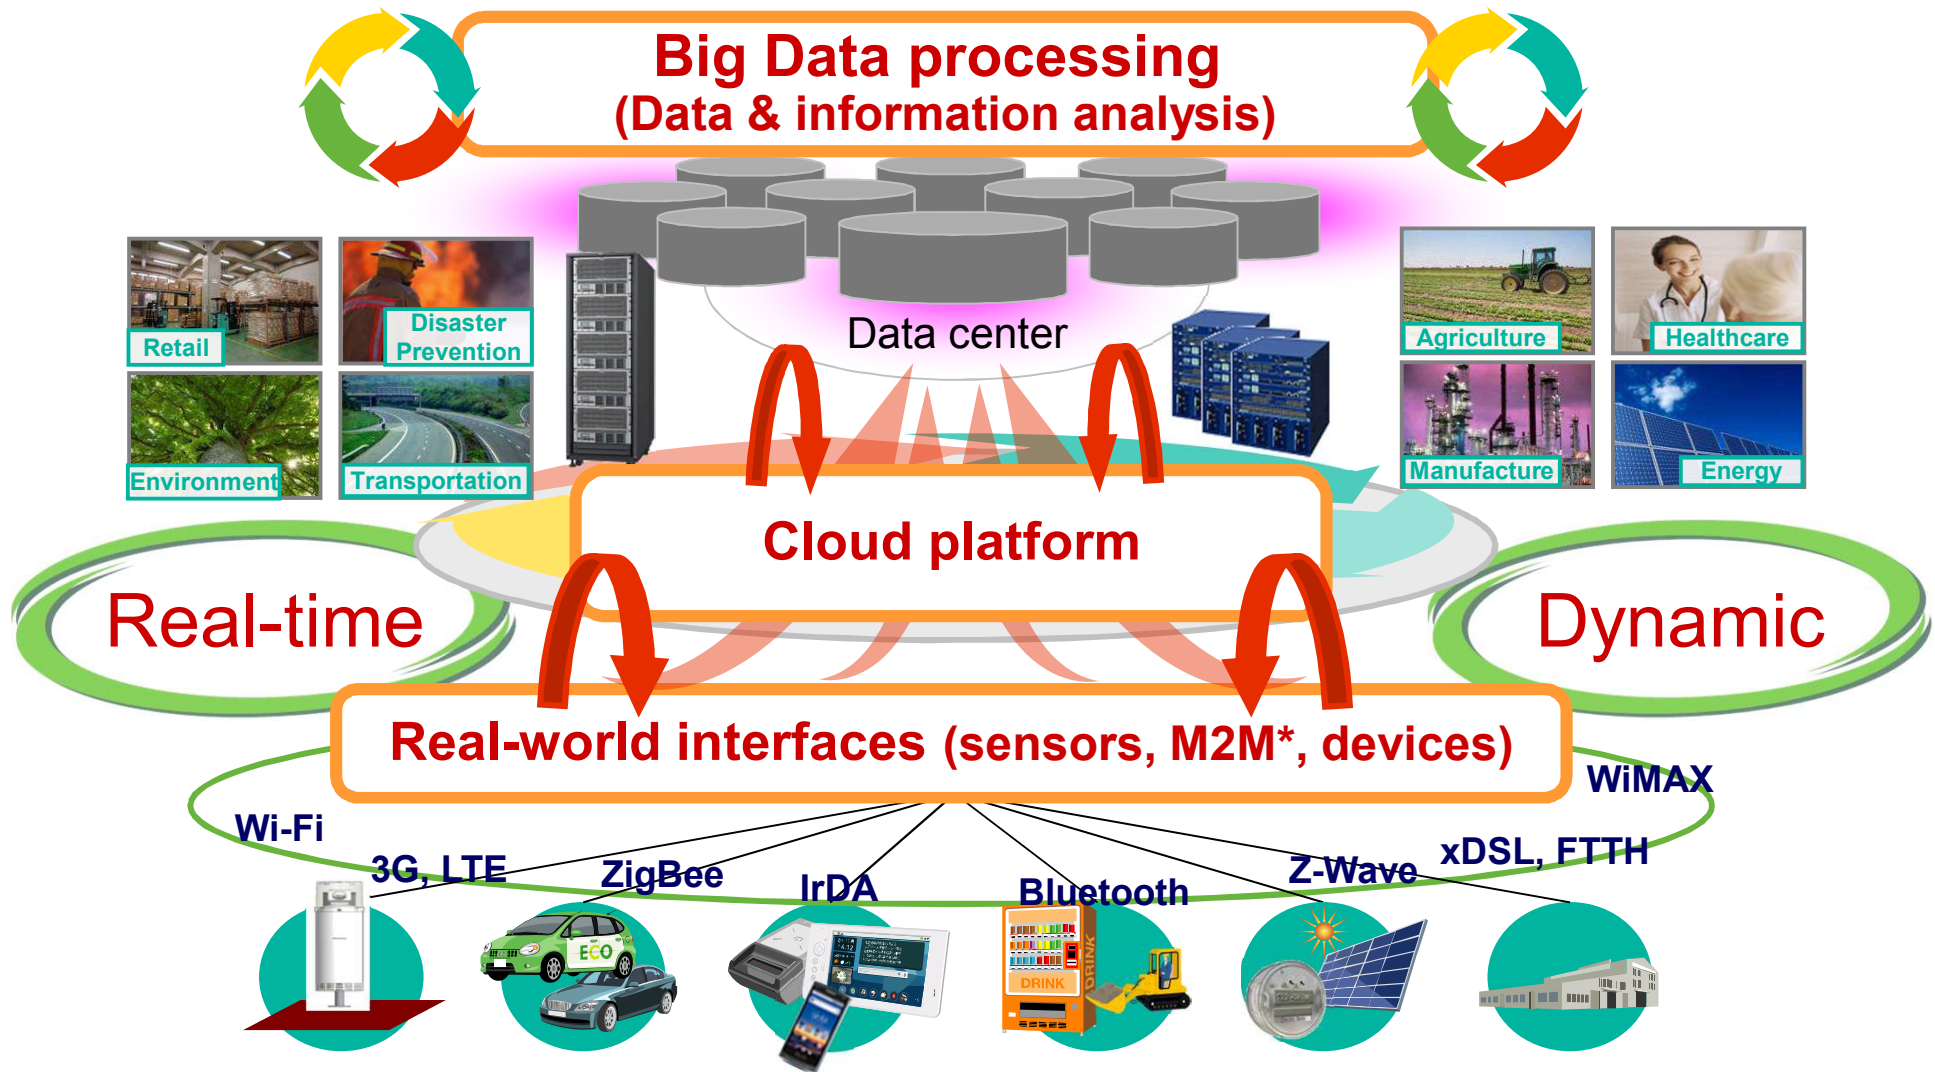 Big Data processing
(Data & information analysis)
Data center
Retail
Disaster
Prevention
Environment
Transportation
Agriculture
Healthcare
Manufacture
Energy
Cloud platform
Real-time
Dynamic
Real-world interfaces (sensors, M2M*, devices)
WiMAX
Wi-Fi
3G, LTE
ZigBee
IrDA
Bluetooth
Z-Wave
xDSL, FTTH
ECO
DRINK
DRINK